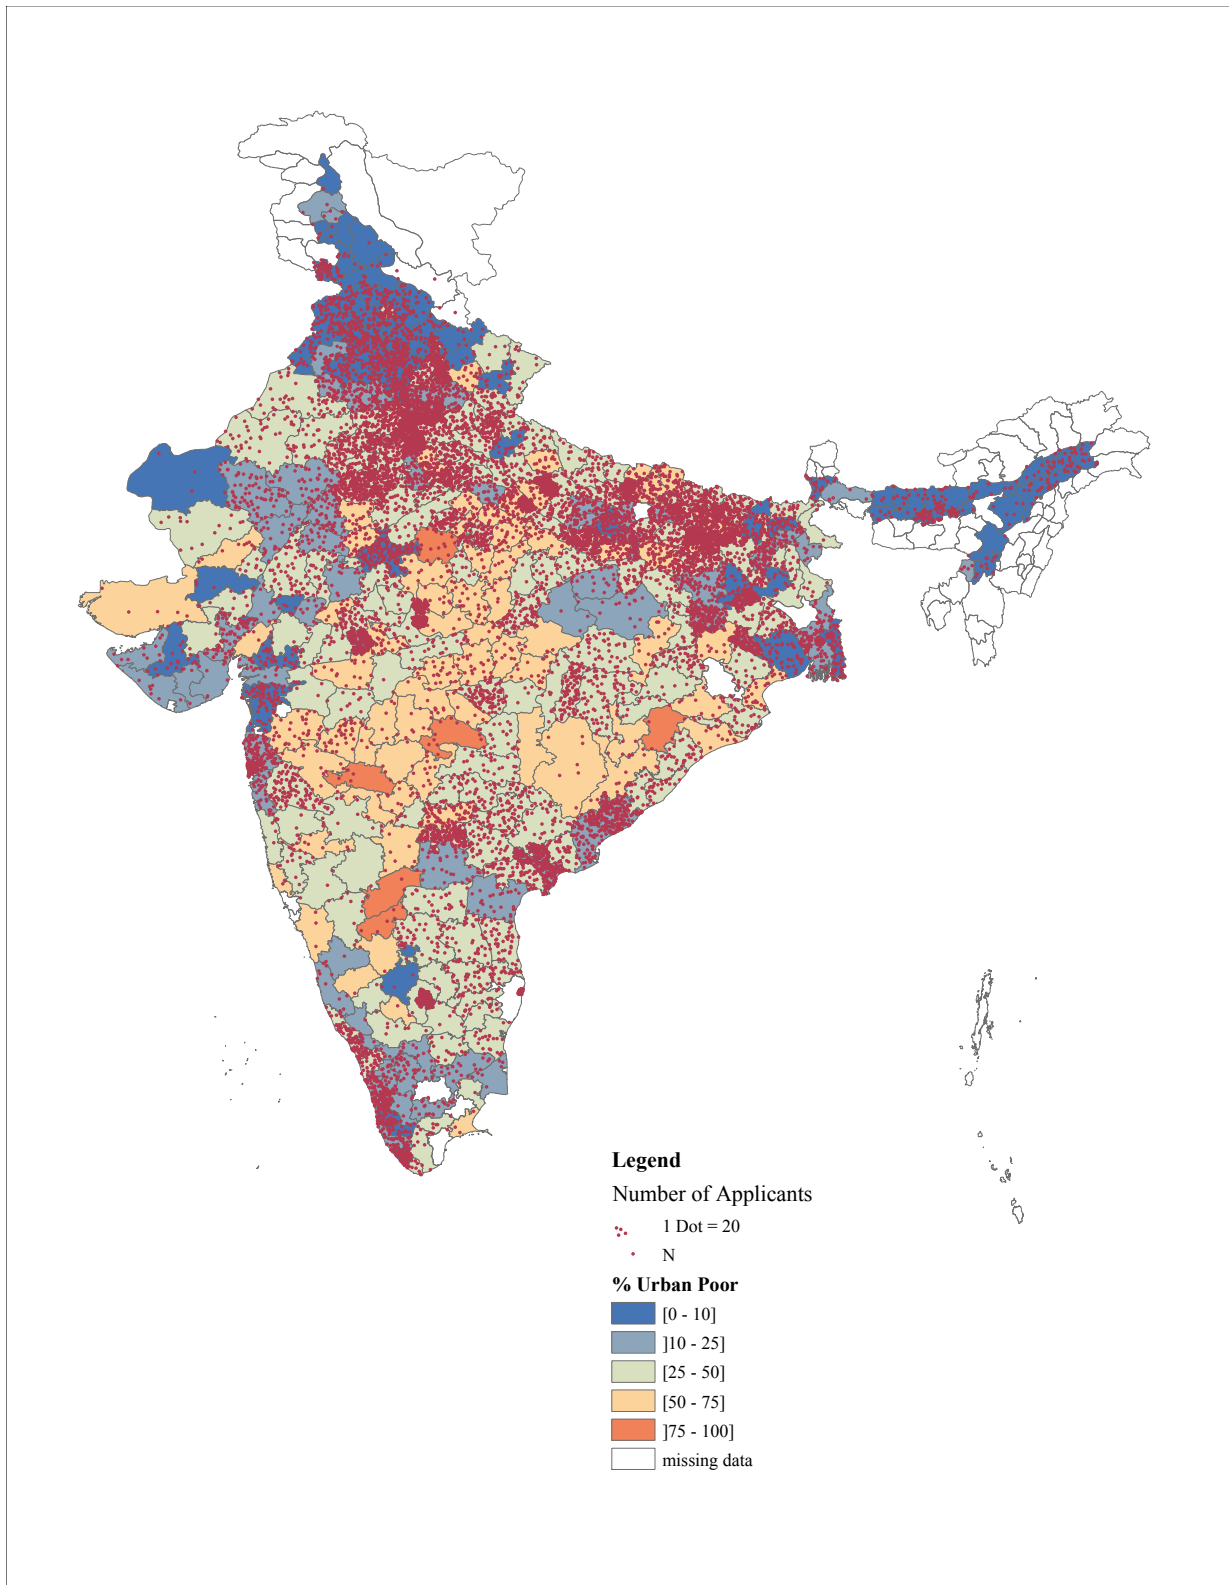 Legend
Number of Applicants
1 Dot = 20
N
% Urban Poor
[0 - 10]
]10 - 25]
[25 - 50]
[50 - 75]
]75 - 100]
missing data